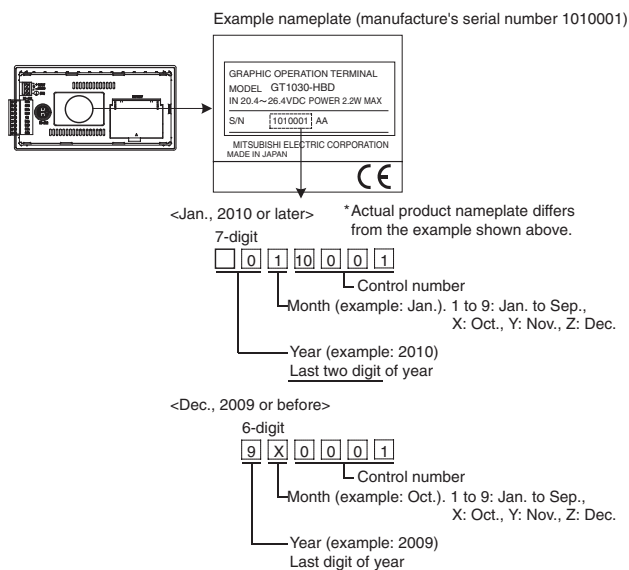 Example nameplate (manufacture's serial number 1010001)
GRAPHIC OPERATION TERMINAL
MODEL GT1030-HBD
IN 20.4～26.4VDC POWER 2.2W MAX
S/N 1010001 AA
MITSUBISHI ELECTRIC CORPORATION
MADE IN JAPAN
CE
<Jan., 2010 or later>
*Actual product nameplate differs
from the example shown above.
7-digit
0 1 10 0 0 1
Control number
Month (example: Jan.). 1 to 9: Jan. to Sep.,
X: Oct., Y: Nov., Z: Dec.
Year (example: 2010)
Last two digit of year
<Dec., 2009 or before>
6-digit
9 X 0 0 0 1
Control number
Month (example: Oct.). 1 to 9: Jan. to Sep.,
X: Oct., Y: Nov., Z: Dec.
Year (example: 2009)
Last digit of year